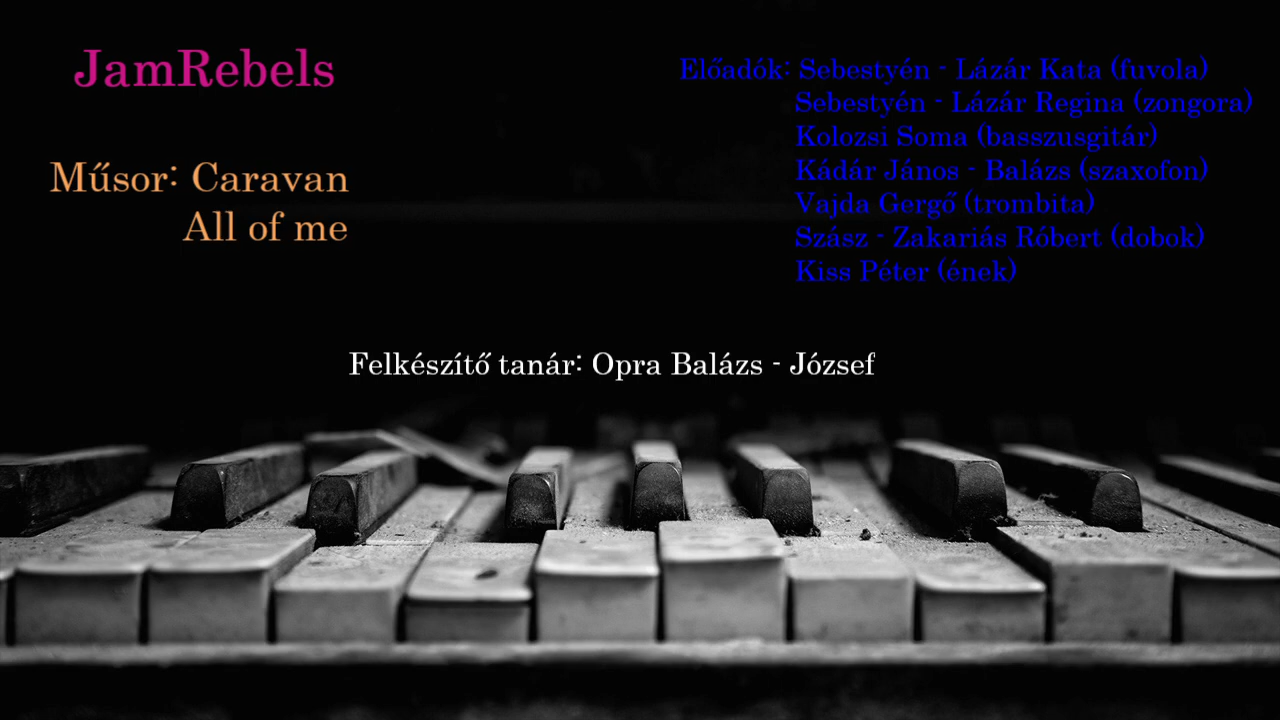 JamRebels
Műsor: Caravan
All of me
Előadók: Sebestyén - Lázár Kata (fuvola)
Sebestyén - Lázár Regina (zongora)
Kolozsi Soma (basszusgitár)
Kádár János - Balázs (szaxofon)
Vajda Gergő (trombita)
Szász - Zakariás Róbert (dobok)
Kiss Péter (ének)
Felkészítő tanár: Opra Balázs - József